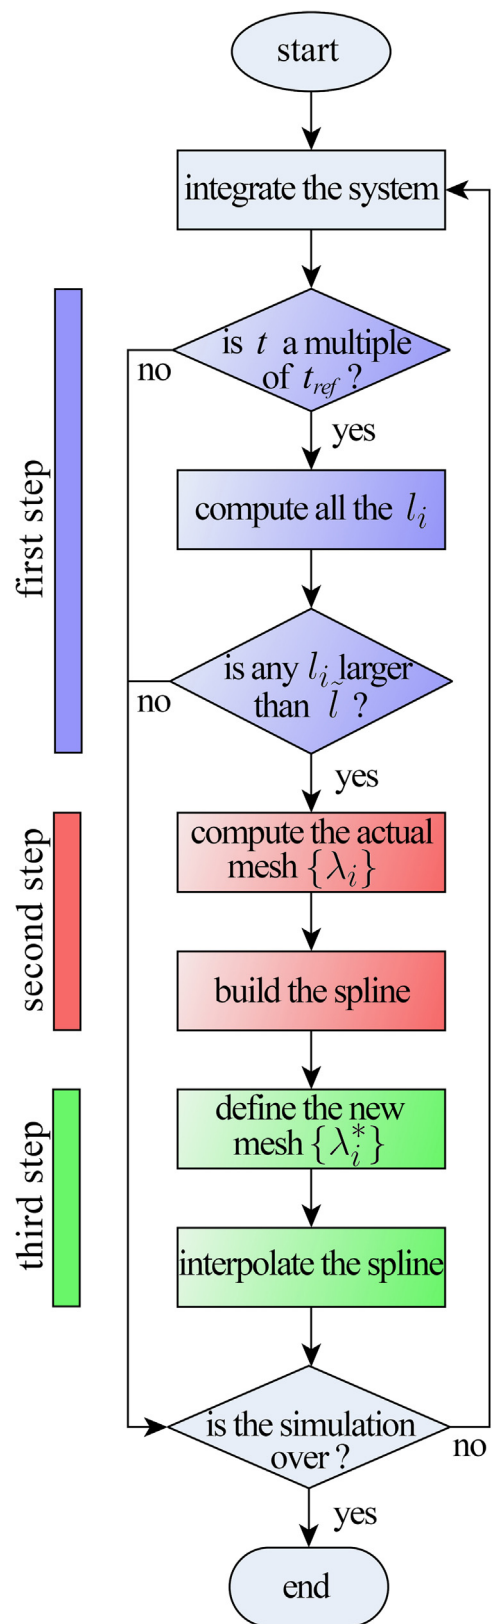 start
integrate the system
is t a multiple
of t_ref ?
no
yes
compute all the l_i
first step
is any l_i larger
than l̃ ?
no
yes
compute the actual
mesh {λ_i}
second step
build the spline
define the new
mesh {λ_i^*}
third step
interpolate the spline
is the simulation
over ?
no
yes
end